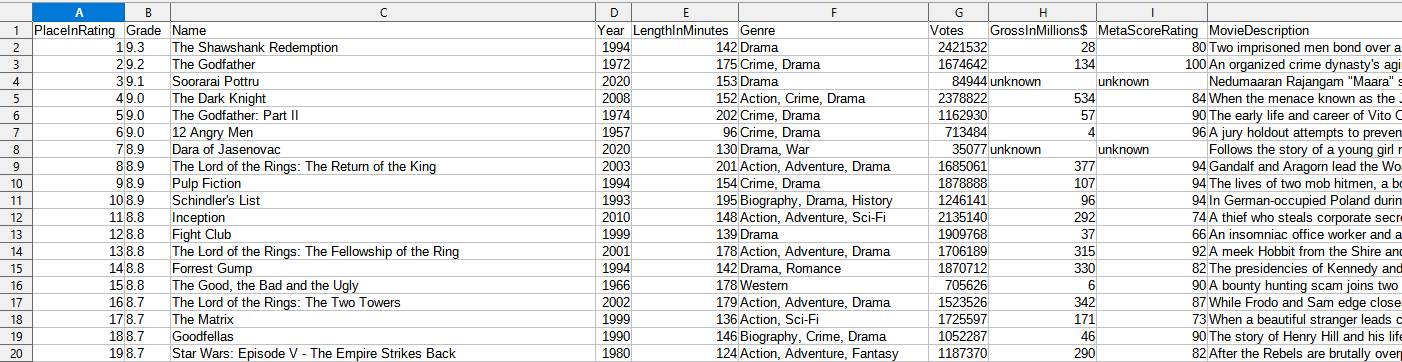 A B C D E F G H I
1 PlaceInRating Grade Name Year LengthInMinutes Genre Votes GrossInMillions$ MetaScoreRating MovieDescription
2 1 9.3 The Shawshank Redemption 1994 142 Drama 2421532 28 80 Two imprisoned men bond over a
3 2 9.2 The Godfather 1972 175 Crime, Drama 1674642 134 100 An organized crime dynasty's agi
4 3 9.1 Soorarai Pottru 2020 153 Drama 84944 unknown unknown Nedumaaran Rajangam "Maara" s
5 4 9.0 The Dark Knight 2008 152 Action, Crime, Drama 2378822 534 84 When the menace known as the J
6 5 9.0 The Godfather: Part II 1974 202 Crime, Drama 1162930 57 90 The early life and career of Vito C
7 6 9.0 12 Angry Men 1957 96 Crime, Drama 713484 4 96 A jury holdout attempts to preven
8 7 8.9 Dara of Jasenovac 2020 130 Drama, War 35077 unknown unknown Follows the story of a young girl r
9 8 8.9 The Lord of the Rings: The Return of the King 2003 201 Action, Adventure, Drama 1685061 377 94 Gandalf and Aragorn lead the Wo
10 9 8.9 Pulp Fiction 1994 154 Crime, Drama 1878888 107 94 The lives of two mob hitmen, a bo
11 10 8.9 Schindler's List 1993 195 Biography, Drama, History 1246141 96 94 In German-occupied Poland durin
12 11 8.8 Inception 2010 148 Action, Adventure, Sci-Fi 2135140 292 74 A thief who steals corporate secre
13 12 8.8 Fight Club 1999 139 Drama 1909768 37 66 An insomniac office worker and a
14 13 8.8 The Lord of the Rings: The Fellowship of the Ring 2001 178 Action, Adventure, Drama 1706189 315 92 A meek Hobbit from the Shire and
15 14 8.8 Forrest Gump 1994 142 Drama, Romance 1870712 330 82 The presidencies of Kennedy and
16 15 8.8 The Good, the Bad and the Ugly 1966 178 Western 705626 6 90 A bounty hunting scam joins two
17 16 8.7 The Lord of the Rings: The Two Towers 2002 179 Action, Adventure, Drama 1523526 342 87 While Frodo and Sam edge close
18 17 8.7 The Matrix 1999 136 Action, Sci-Fi 1725597 171 73 When a beautiful stranger leads c
19 18 8.7 Goodfellas 1990 146 Biography, Crime, Drama 1052287 46 90 The story of Henry Hill and his life
20 19 8.7 Star Wars: Episode V - The Empire Strikes Back 1980 124 Action, Adventure, Fantasy 1187370 290 82 After the Rebels are brutally over